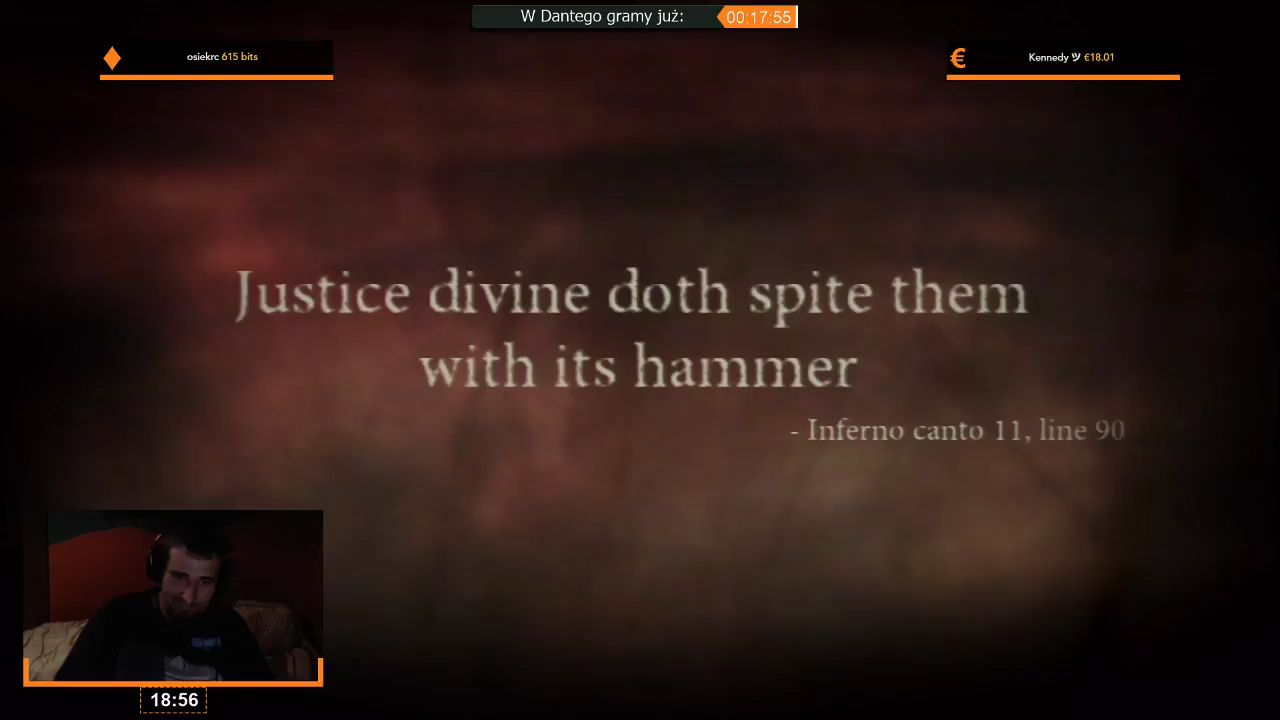 W Dantego gramy już: 00:17:55
osiekrc 615 bits
Kennedy ツ €18.01
Justice divine doth spite them
with its hammer
- Inferno canto 11, line 90
18:56